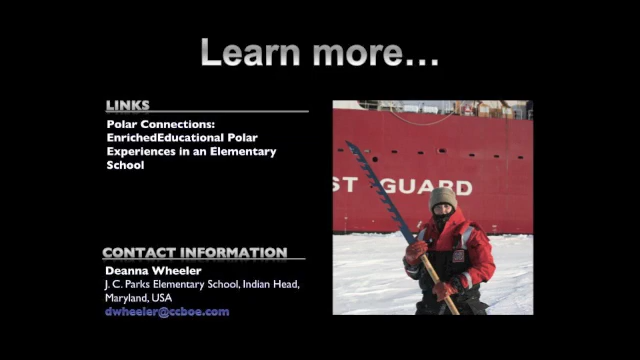 Learn more…
LINKS
Polar Connections:
EnrichedEducational Polar
Experiences in an Elementary
School
ST GUARD
CONTACT INFORMATION
Deanna Wheeler
J. C. Parks Elementary School, Indian Head,
Maryland, USA
dwheeler@ccboe.com